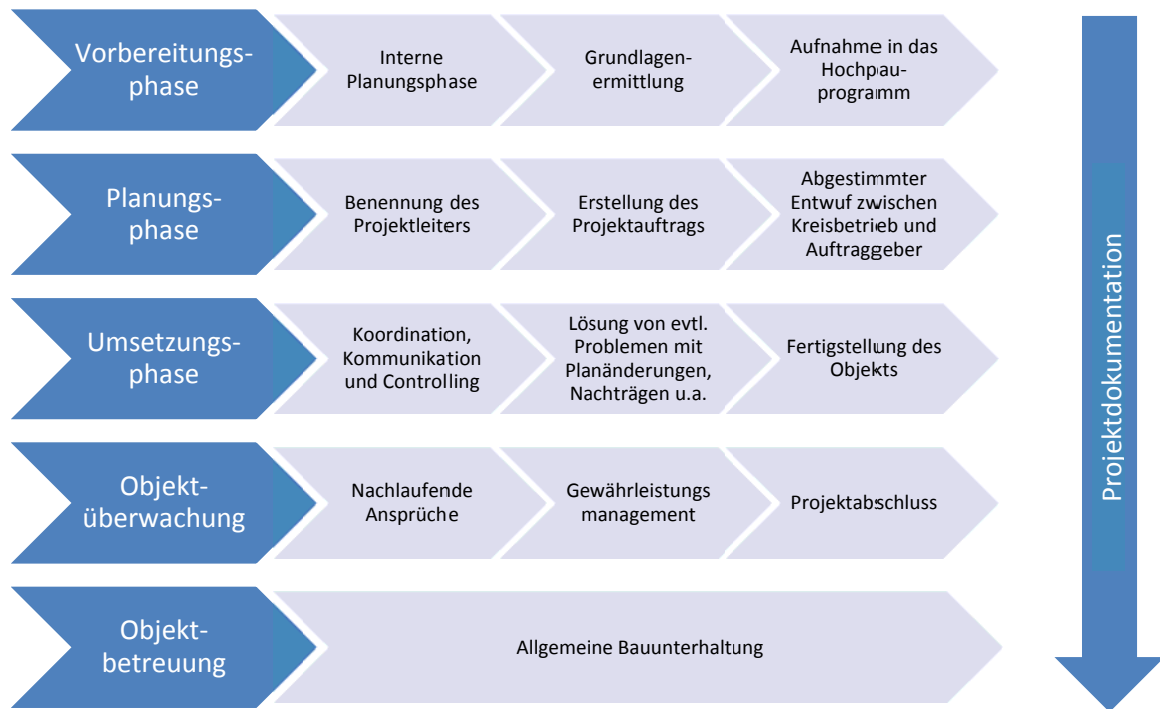 Vorbereitungs-
phase
Interne
Planungsphase
Grundlagen-
ermittlung
Aufnahme in das
Hochpau-
programm
Planungs-
phase
Benennung des
Projektleiters
Erstellung des
Projektauftrags
Abgestimmter
Entwuf zwischen
Kreisbetrieb und
Auftraggeber
Umsetzungs-
phase
Koordination,
Kommunikation
und Controlling
Lösung von evtl.
Problemen mit
Planänderungen,
Nachträgen u.a.
Fertigstellung des
Objekts
Objekt-
überwachung
Nachlaufende
Ansprüche
Gewährleistungs
management
Projektabschluss
Objekt-
betreuung
Allgemeine Bauunterhaltung
Projektdokumentation